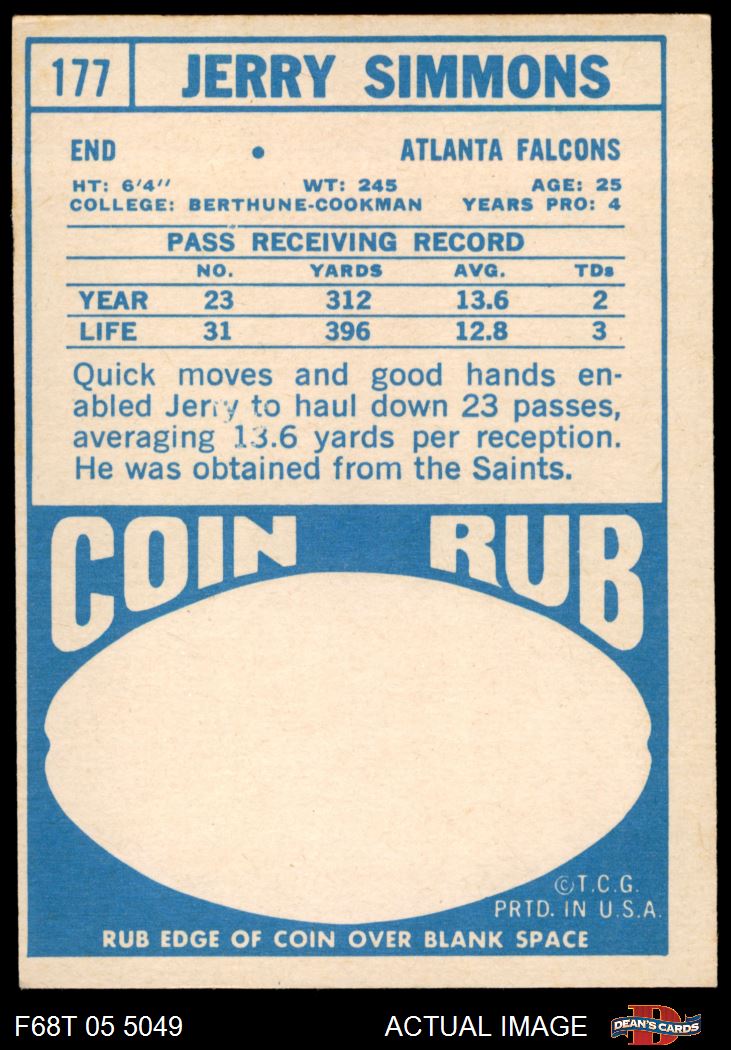 177 JERRY SIMMONS
END • ATLANTA FALCONS
HT: 6'4" WT: 245 AGE: 25
COLLEGE: BERTHUNE-COOKMAN YEARS PRO: 4
PASS RECEIVING RECORD
NO. YARDS AVG. TDs
YEAR 23 312 13.6 2
LIFE 31 396 12.8 3
Quick moves and good hands en-
abled Jerry to haul down 23 passes,
averaging 13.6 yards per reception.
He was obtained from the Saints.
COIN RUB
©T.C.G.
PRTD. IN U.S.A.
RUB EDGE OF COIN OVER BLANK SPACE
F68T 05 5049 ACTUAL IMAGE DEAN'S CARDS